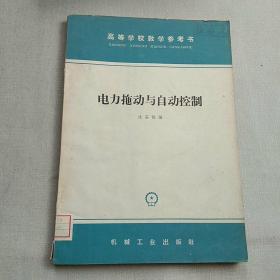 高等学校教学参考书
电力拖动与自动控制
机械工业出版社